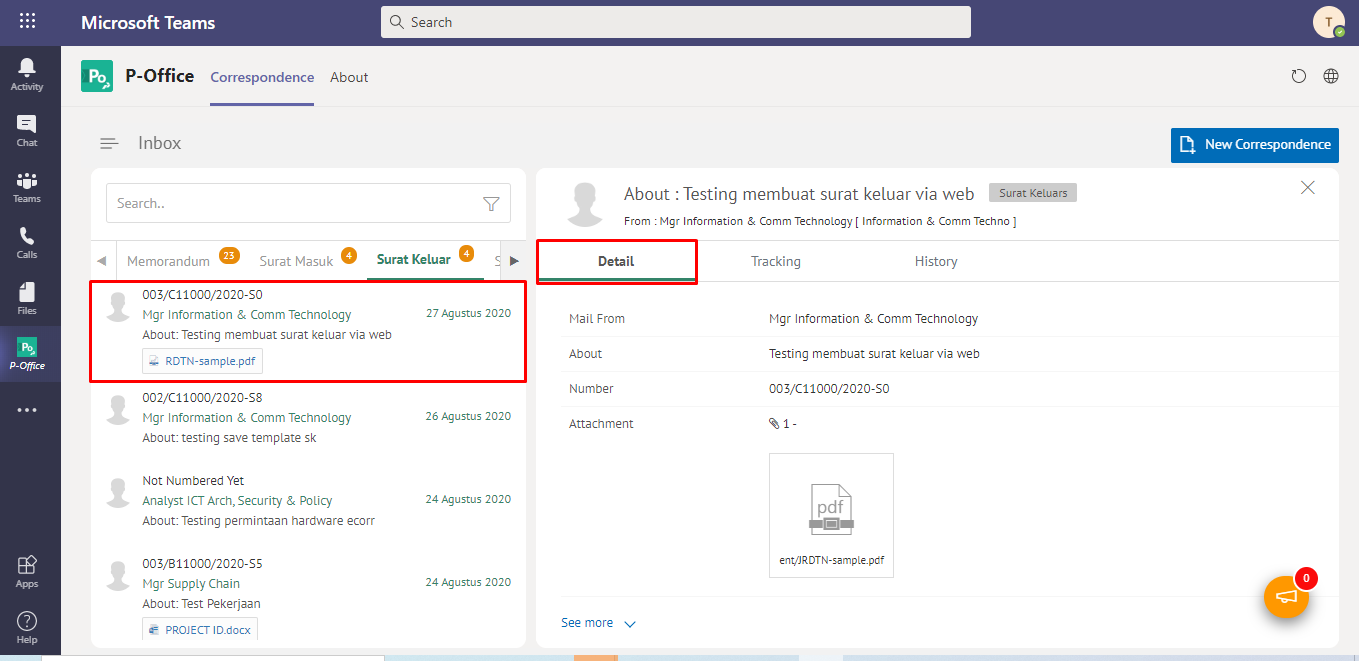 Microsoft Teams
Search
T
Activity
Chat
Teams
Calls
Files
Po
P-Office
Apps
Help
Po
P-Office
Correspondence
About
Inbox
New Correspondence
Search..
Memorandum 23
Surat Masuk 4
Surat Keluar 4
S
003/C11000/2020-S0
Mgr Information & Comm Technology
27 Agustus 2020
About: Testing membuat surat keluar via web
RDTN-sample.pdf
002/C11000/2020-S8
Mgr Information & Comm Technology
26 Agustus 2020
About: testing save template sk
Not Numbered Yet
Analyst ICT Arch, Security & Policy
24 Agustus 2020
About: Testing permintaan hardware ecorr
003/B11000/2020-S5
Mgr Supply Chain
24 Agustus 2020
About: Test Pekerjaan
PROJECT ID.docx
About : Testing membuat surat keluar via web
Surat Keluars
From : Mgr Information & Comm Technology [ Information & Comm Techno ]
Detail
Tracking
History
Mail From
Mgr Information & Comm Technology
About
Testing membuat surat keluar via web
Number
003/C11000/2020-S0
Attachment
1 -
pdf
ent/JRDTN-sample.pdf
See more
0